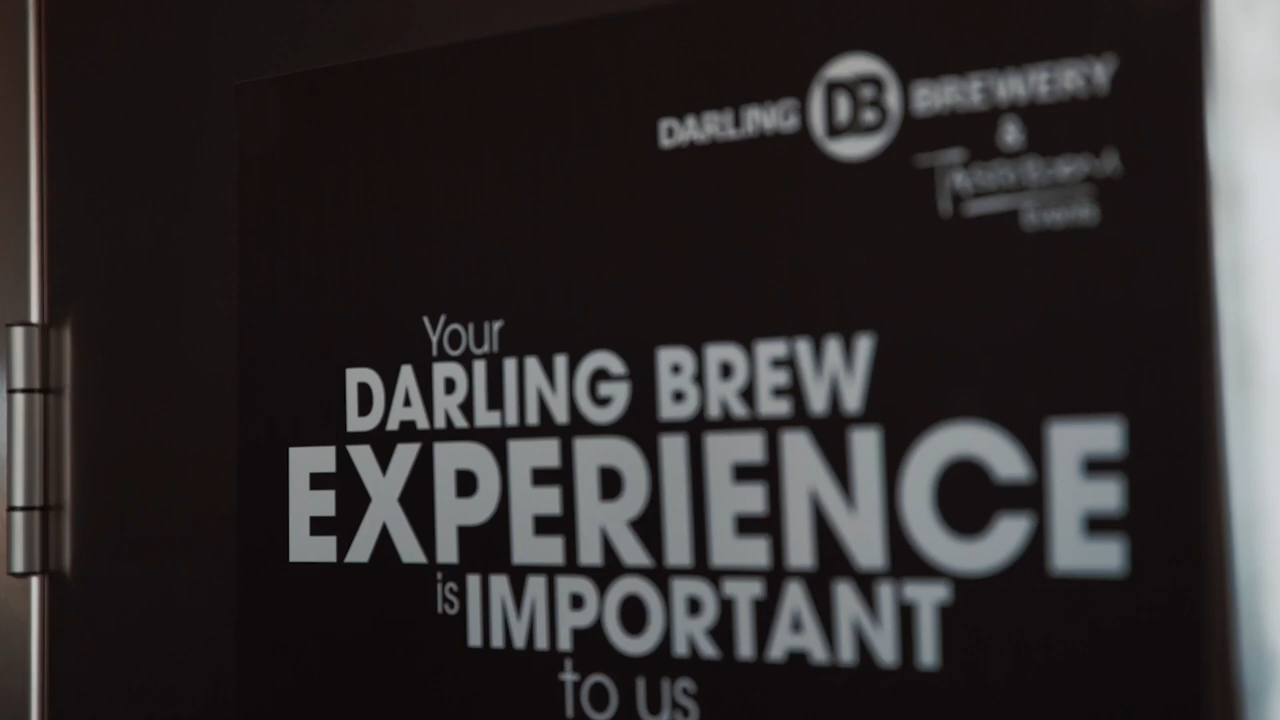 DARLING DB BREWERY
&
Your
DARLING BREW
EXPERIENCE
is IMPORTANT
to us